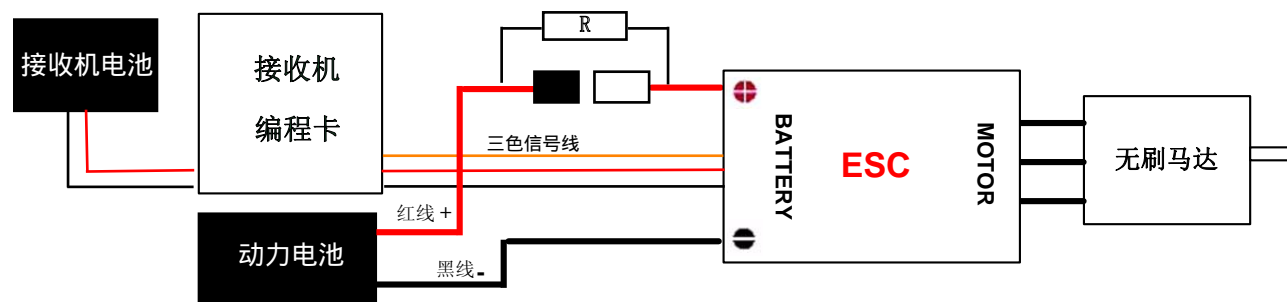 R
接收机电池
接收机
编程卡
三色信号线
BATTERY
ESC
MOTOR
无刷马达
红线 +
动力电池
黑线 -